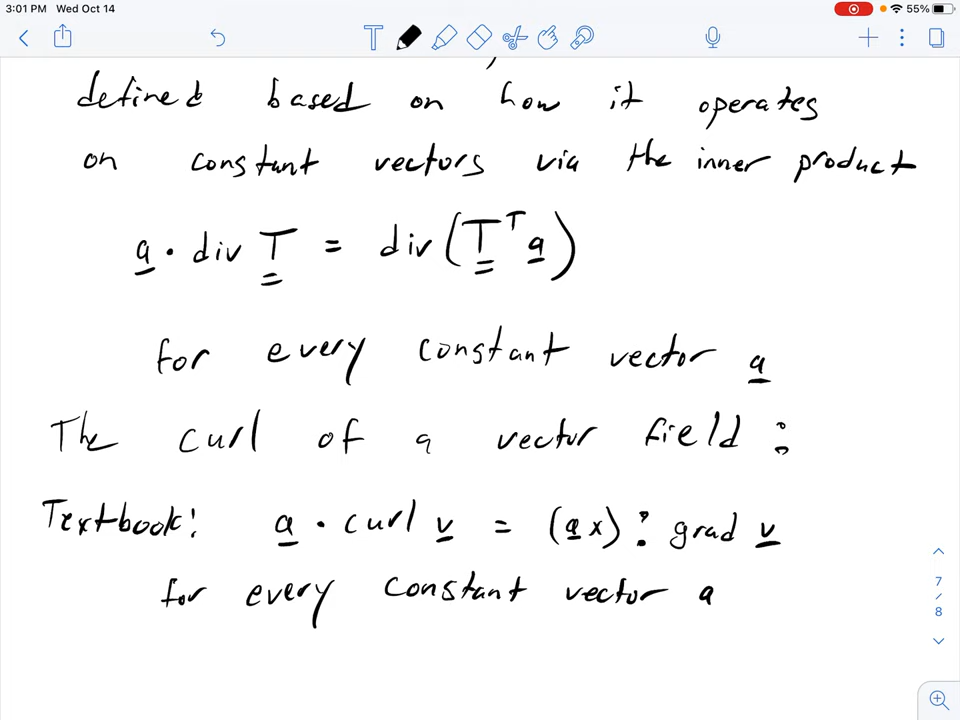 3:01 PM Wed Oct 14
55%
T
defined based on how it operates
on constant vectors via the inner product
a · div T = div(Tᵀ a)
for every constant vector a
The curl of a vector field :
Textbook: a · curl v = (a x) : grad v
for every constant vector a
7
/
8